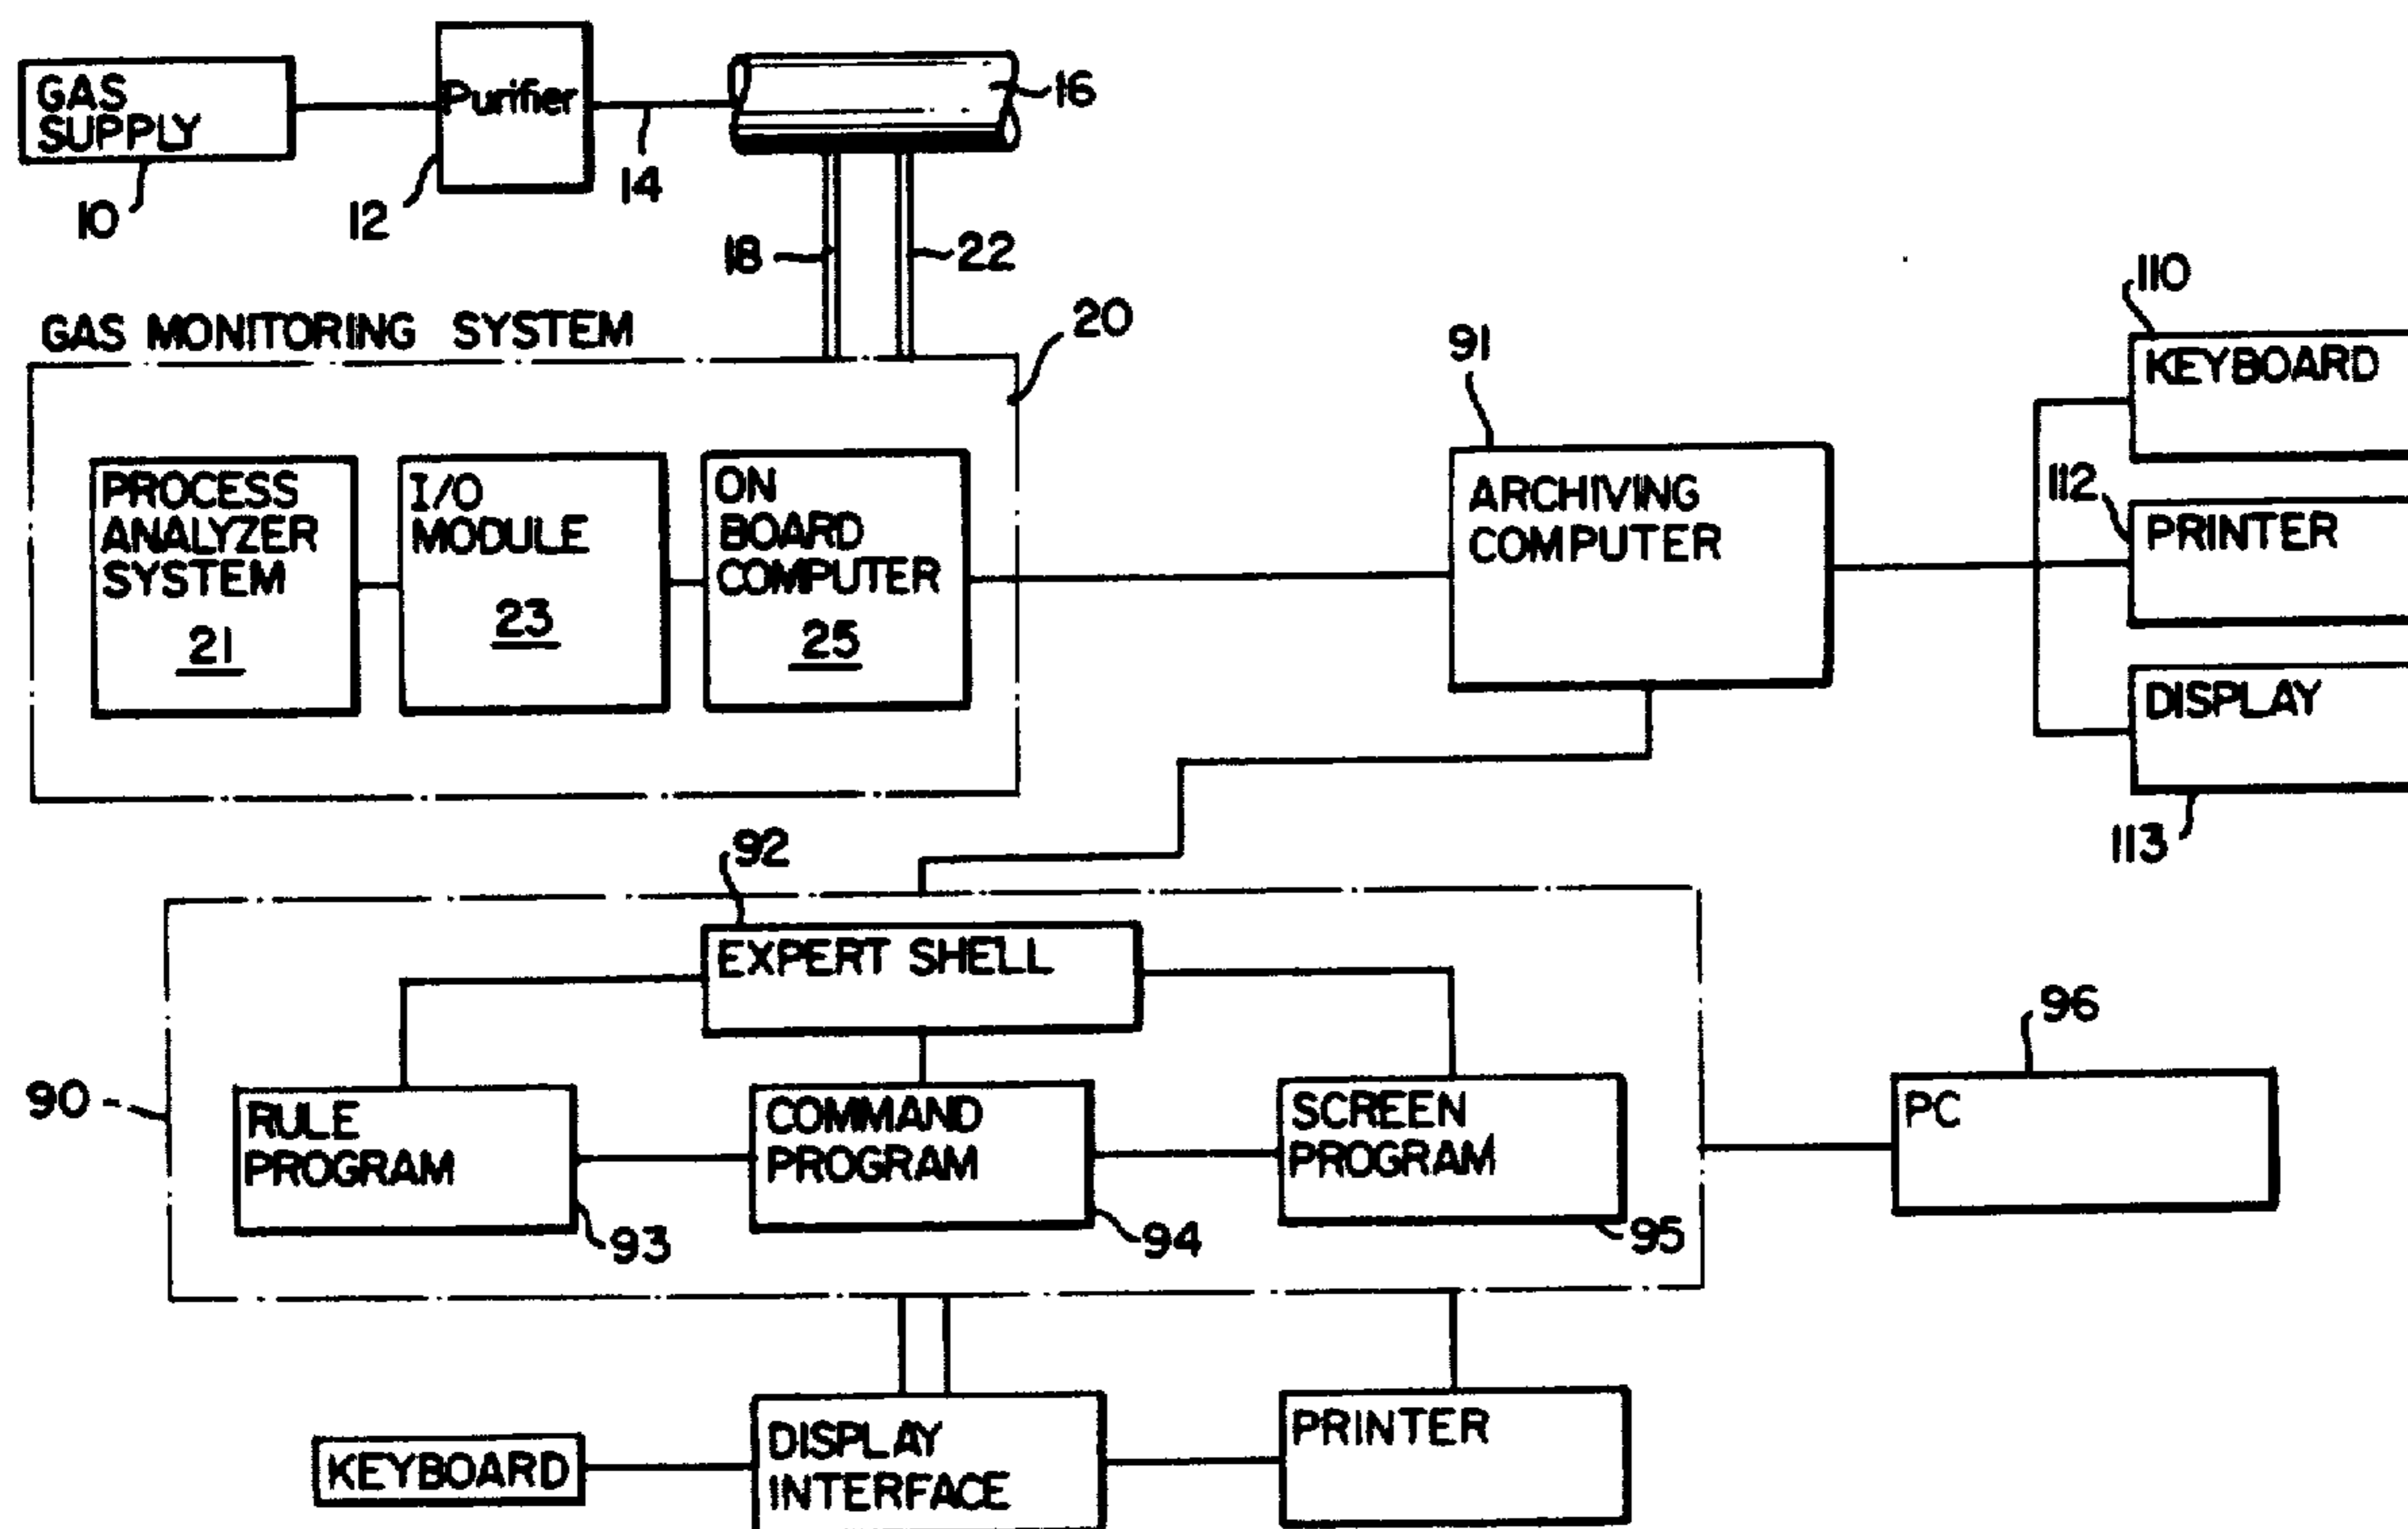 GAS
SUPPLY
10
Purifier
12
14
16
18
22
GAS MONITORING SYSTEM
20
PROCESS
ANALYZER
SYSTEM
21
I/O
MODULE
23
ON
BOARD
COMPUTER
25
91
ARCHIVING
COMPUTER
110
KEYBOARD
112
PRINTER
DISPLAY
113
92
EXPERT SHELL
90
RULE
PROGRAM
93
COMMAND
PROGRAM
94
SCREEN
PROGRAM
95
96
PC
KEYBOARD
DISPLAY
INTERFACE
PRINTER